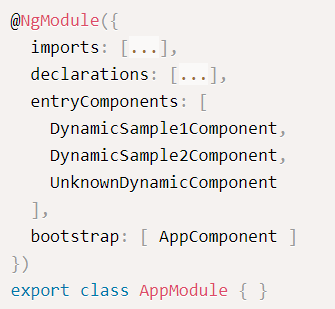 @NgModule({
  imports: [...],
  declarations: [...],
  entryComponents: [
    DynamicSample1Component,
    DynamicSample2Component,
    UnknownDynamicComponent
  ],
  bootstrap: [ AppComponent ]
})
export class AppModule { }